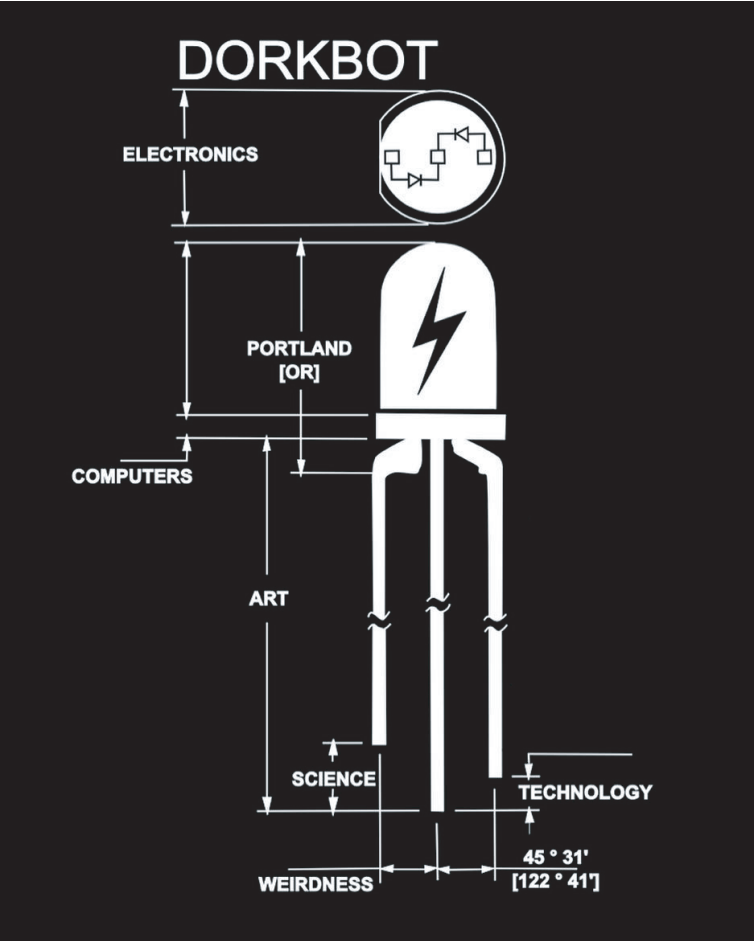 DORKBOT
ELECTRONICS
PORTLAND
[OR]
COMPUTERS
ART
SCIENCE
TECHNOLOGY
45 ° 31'
[122 ° 41']
WEIRDNESS